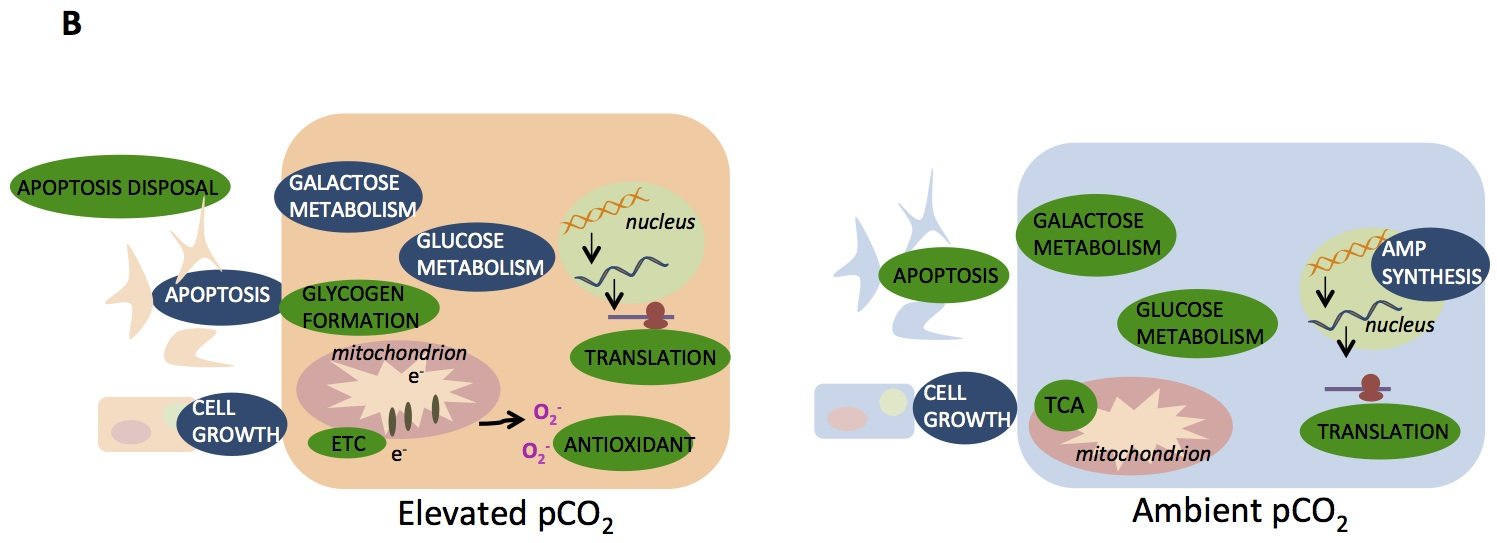 B
APOPTOSIS DISPOSAL
GALACTOSE
METABOLISM
GLUCOSE
METABOLISM
nucleus
APOPTOSIS
GLYCOGEN
FORMATION
mitochondrion
e-
TRANSLATION
CELL
GROWTH
ETC
e-
O2-
O2-
ANTIOXIDANT
Elevated pCO2
GALACTOSE
METABOLISM
APOPTOSIS
AMP
SYNTHESIS
GLUCOSE
METABOLISM
nucleus
CELL
GROWTH
TCA
mitochondrion
TRANSLATION
Ambient pCO2